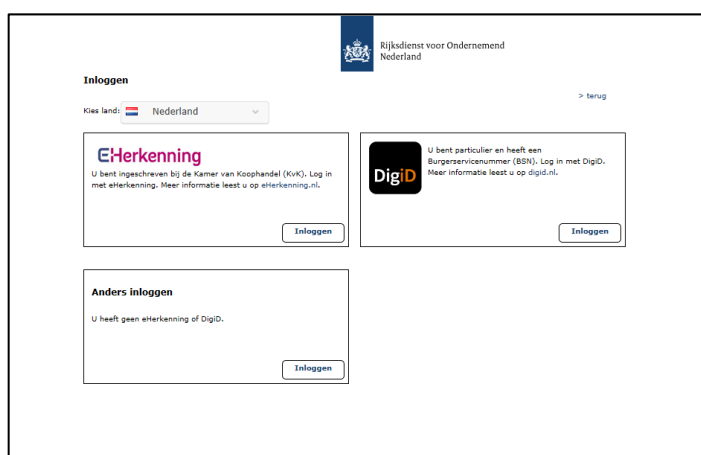 Rijksdienst voor Ondernemend
Nederland
Inloggen
> terug
Kies land:
Nederland
eHerkenning
U bent ingeschreven bij de Kamer van Koophandel (KvK). Log in
met eHerkenning. Meer informatie leest u op eHerkenning.nl.
Inloggen
DigiD
U bent particulier en heeft een
Burgerservicenummer (BSN). Log in met DigiD.
Meer informatie leest u op digid.nl.
Inloggen
Anders inloggen
U heeft geen eHerkenning of DigiD.
Inloggen